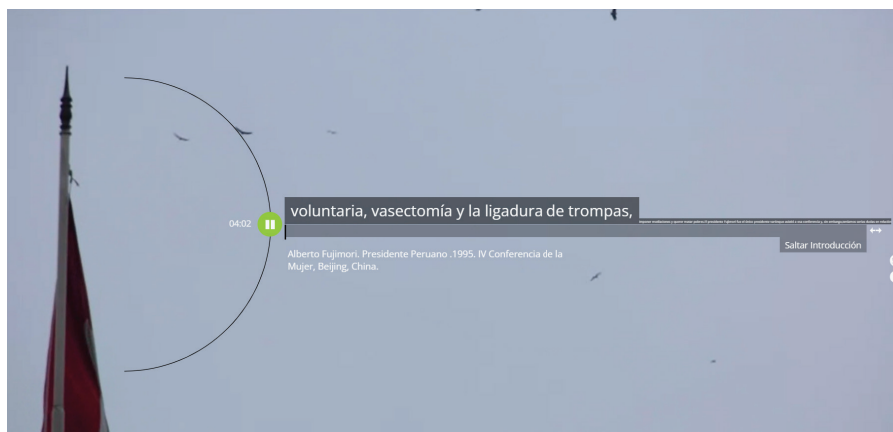 voluntaria, vasectomía y la ligadura de trompas,
04:02
Saltar Introducción
Alberto Fujimori. Presidente Peruano .1995. IV Conferencia de la
Mujer, Beijing, China.